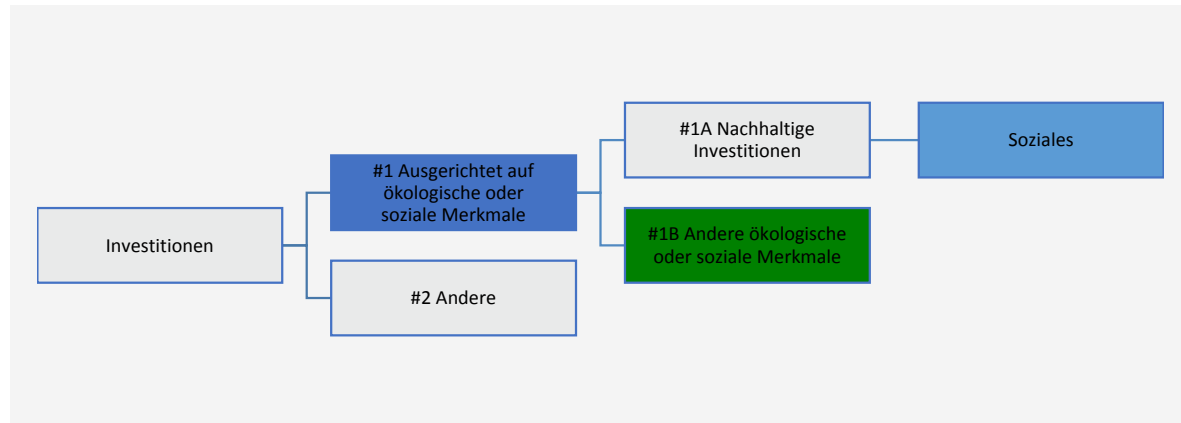 Investitionen
#1 Ausgerichtet auf
ökologische oder
soziale Merkmale
#2 Andere
#1A Nachhaltige
Investitionen
#1B Andere ökologische
oder soziale Merkmale
Soziales